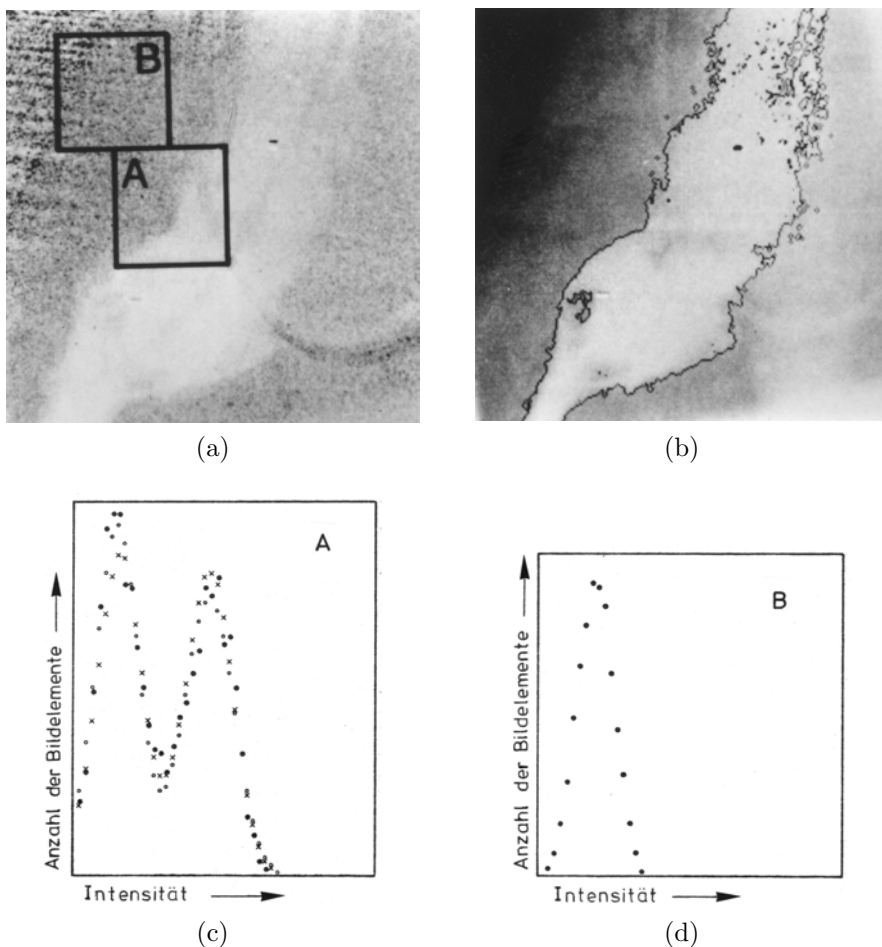 B
A
(a)
(b)
A
Anzahl der Bildelemente
Intensität
(c)
B
Anzahl der Bildelemente
Intensität
(d)